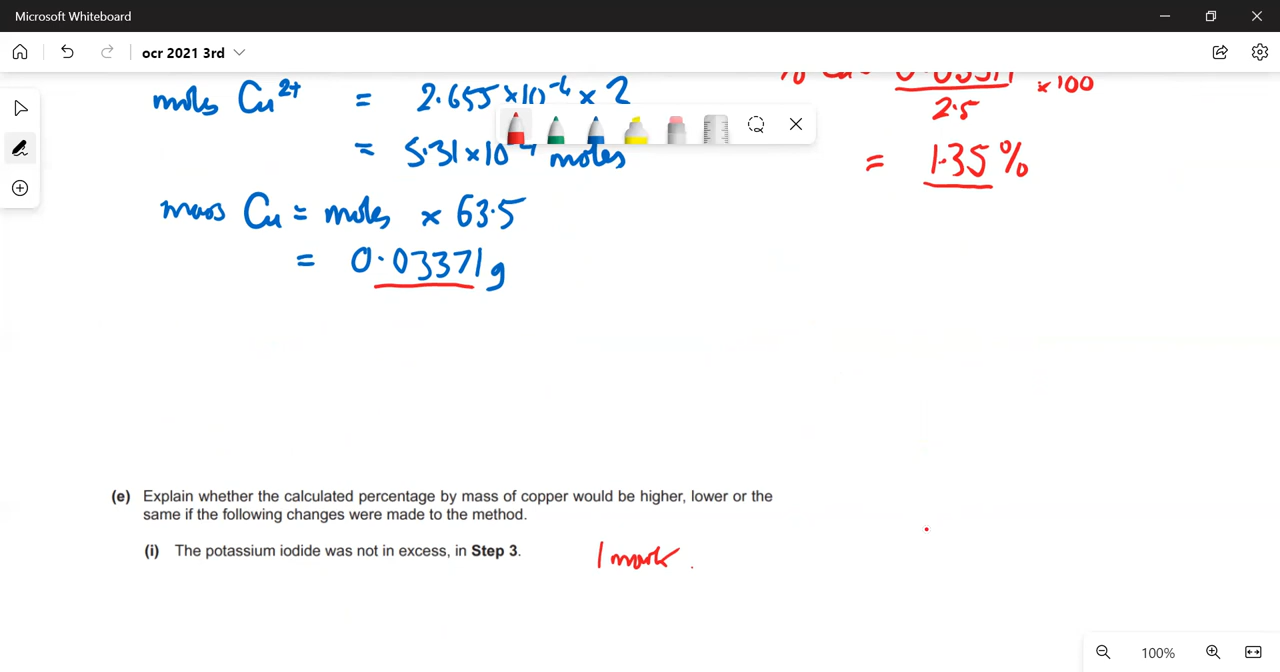 Microsoft Whiteboard
ocr 2021 3rd
moles Cu²⁺ = 2.655×10⁻⁴ × 2
= 5.31×10⁻⁴ moles
mass Cu = moles × 63.5
= 0.03371g
% Cu = 0.03371 × 100
2.5
= 1.35%
(e) Explain whether the calculated percentage by mass of copper would be higher, lower or the
same if the following changes were made to the method.
(i) The potassium iodide was not in excess, in Step 3.
1 mark.
100%